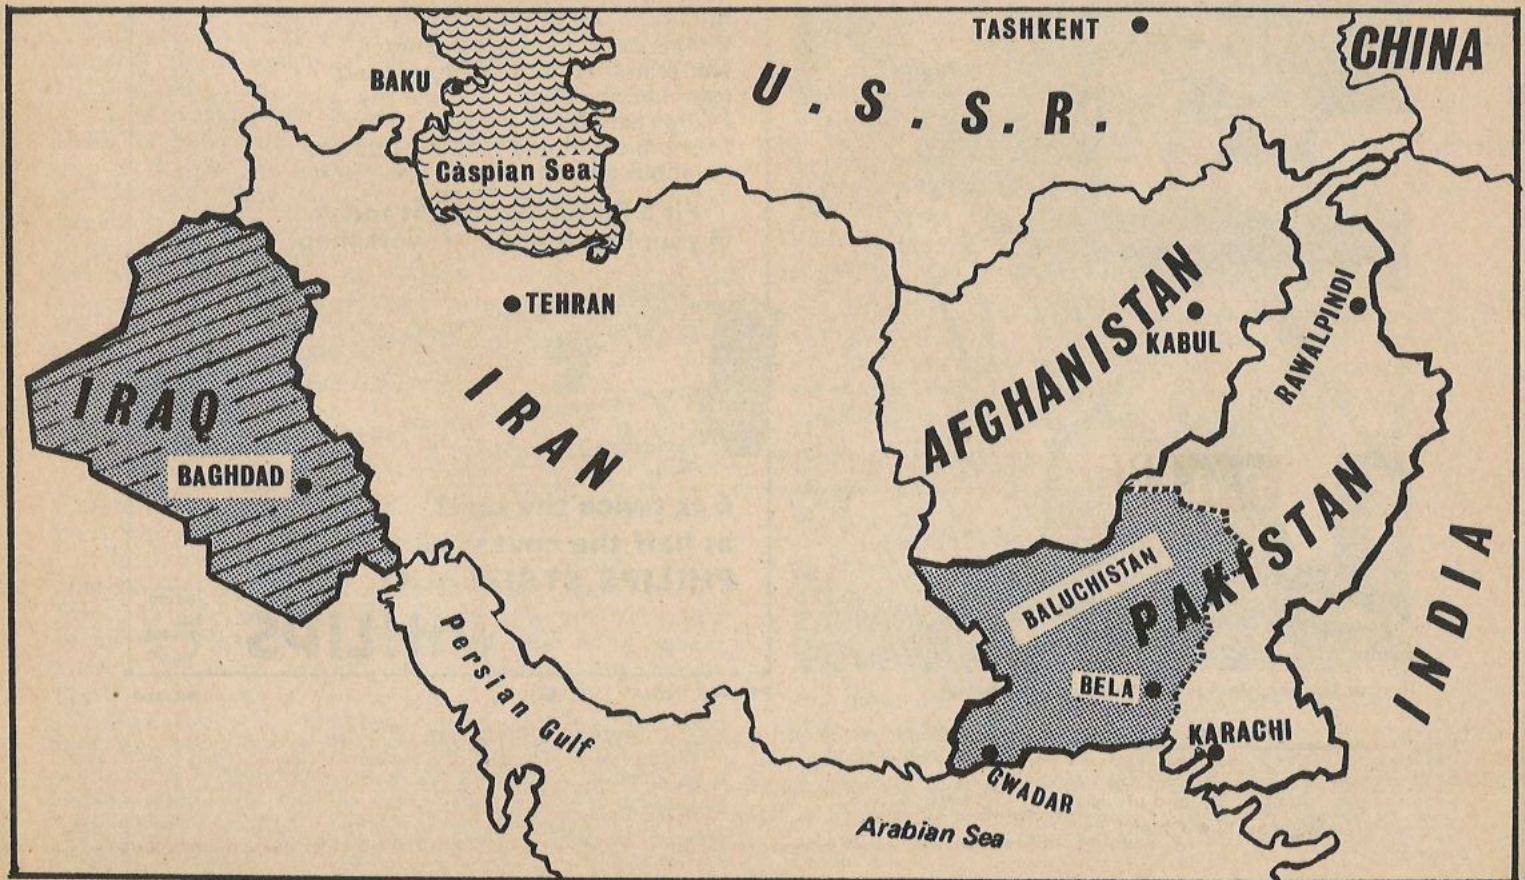 TASHKENT
CHINA
BAKU
U.S.S.R.
Caspian Sea
TEHRAN
AFGHANISTAN
KABUL
RAWALPINDI
IRAQ
IRAN
BAGHDAD
PAKISTAN
BALUCHISTAN
INDIA
Persian Gulf
BELA
KARACHI
GWADAR
Arabian Sea